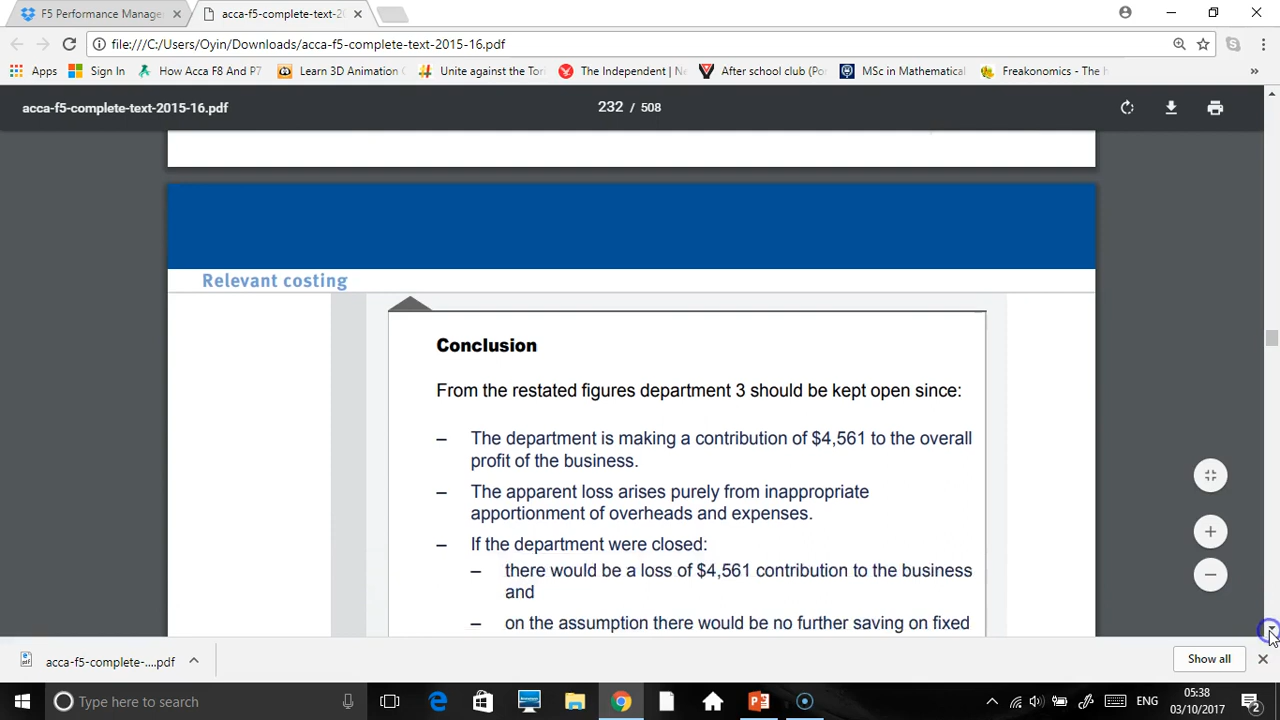 F5 Performance Manage
acca-f5-complete-text-20
file:///C:/Users/Oyin/Downloads/acca-f5-complete-text-2015-16.pdf
Apps
Sign In
How Acca F8 And P7
Learn 3D Animation
Unite against the Tori
The Independent | Ne
After school club (Por
MSc in Mathematical
Freakonomics - The h
»
acca-f5-complete-text-2015-16.pdf
232 / 508
Relevant costing
Conclusion
From the restated figures department 3 should be kept open since:
– The department is making a contribution of $4,561 to the overall
profit of the business.
– The apparent loss arises purely from inappropriate
apportionment of overheads and expenses.
– If the department were closed:
– there would be a loss of $4,561 contribution to the business
and
– on the assumption there would be no further saving on fixed
acca-f5-complete-....pdf
Show all
Type here to search
ENG
05:38
03/10/2017
2